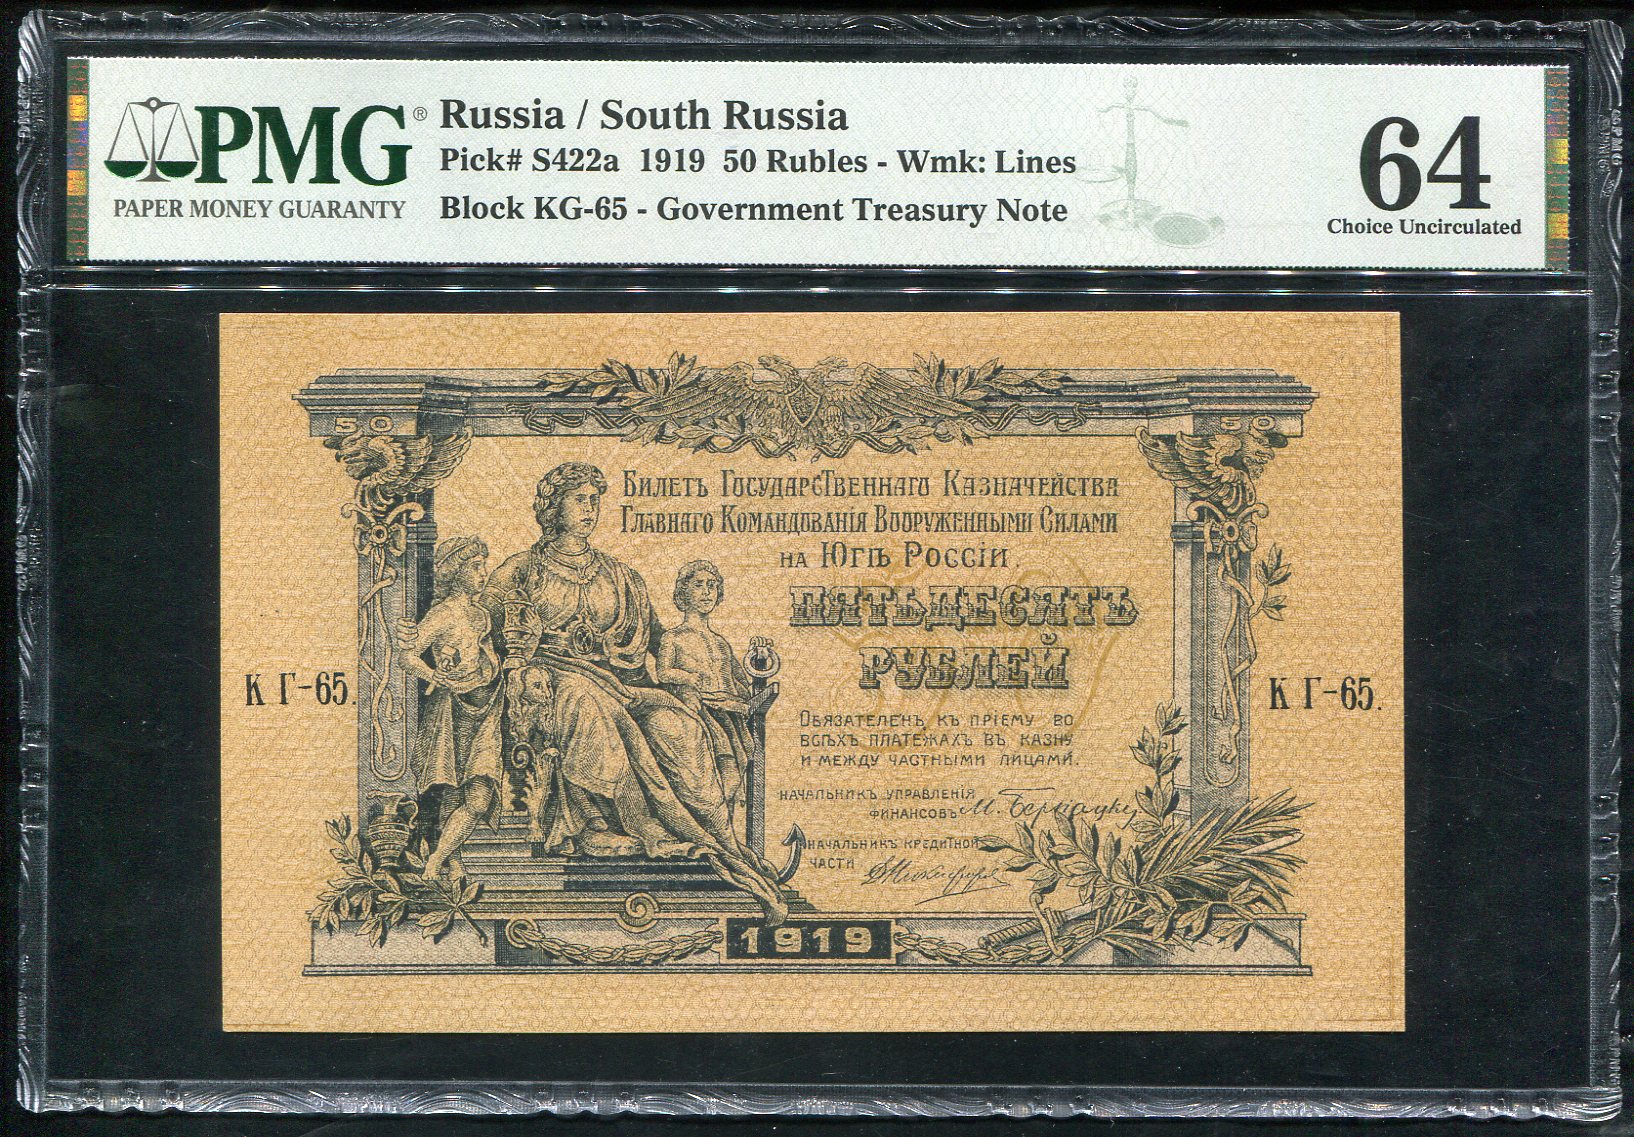 PMG®
PAPER MONEY GUARANTY
Russia / South Russia
Pick# S422a 1919 50 Rubles - Wmk: Lines
Block KG-65 - Government Treasury Note
64
Choice Uncirculated
50
50
Билетъ Государственнаго Казначейства
Главнаго Командованія Вооруженными Силами
на Югѣ Россіи.
ПЯТЬДЕСЯТЪ
РУБЛЕЙ
К Г-65.
К Г-65.
Обязателенъ къ пріему во
всѣхъ платежахъ въ казну
и между частными лицами.
Начальникъ управленія
финансовъ
Начальникъ кредитной
части
1919